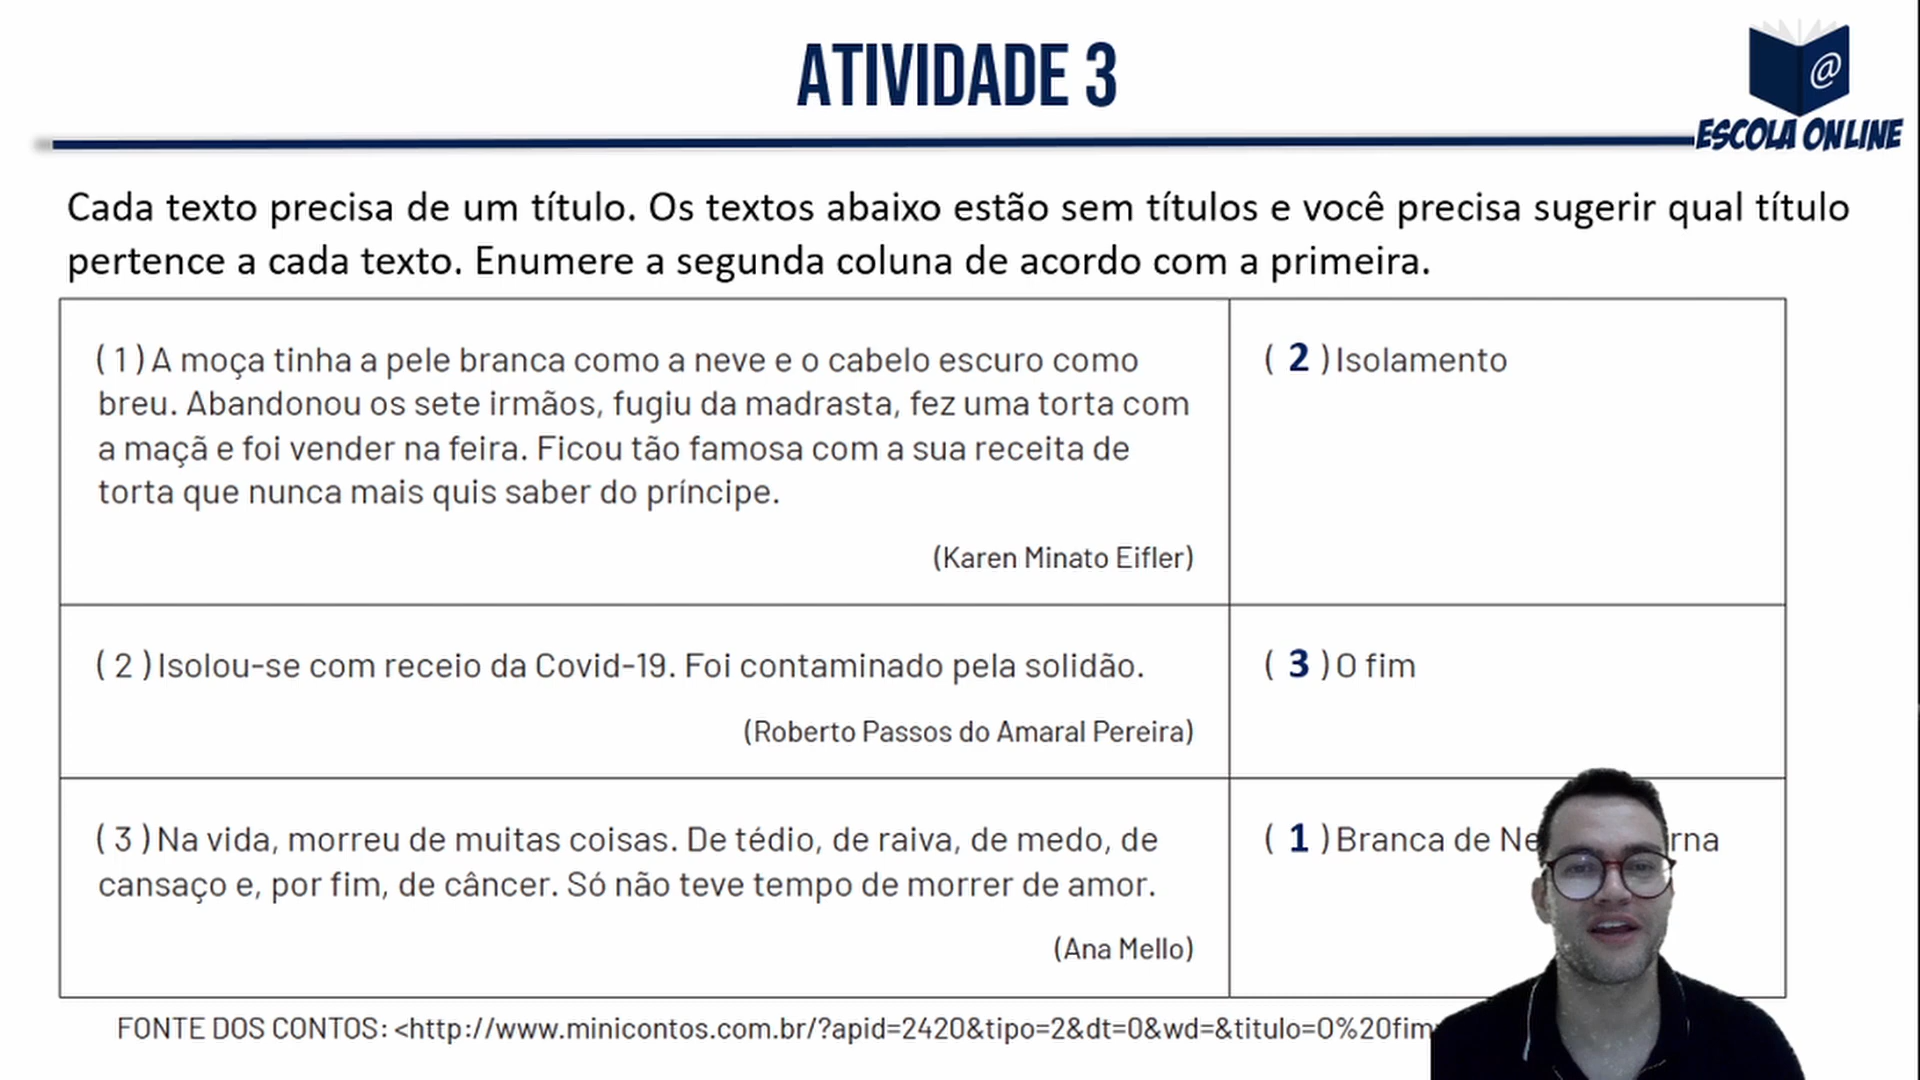 ATIVIDADE 3
@
ESCOLA ONLINE
Cada texto precisa de um título. Os textos abaixo estão sem títulos e você precisa sugerir qual título
pertence a cada texto. Enumere a segunda coluna de acordo com a primeira.
( 1 ) A moça tinha a pele branca como a neve e o cabelo escuro como
breu. Abandonou os sete irmãos, fugiu da madrasta, fez uma torta com
a maçã e foi vender na feira. Ficou tão famosa com a sua receita de
torta que nunca mais quis saber do príncipe.
(Karen Minato Eifler)
( 2 ) Isolamento
( 2 ) Isolou-se com receio da Covid-19. Foi contaminado pela solidão.
(Roberto Passos do Amaral Pereira)
( 3 ) O fim
( 3 ) Na vida, morreu de muitas coisas. De tédio, de raiva, de medo, de
cansaço e, por fim, de câncer. Só não teve tempo de morrer de amor.
(Ana Mello)
( 1 ) Branca de
FONTE DOS CONTOS: <http://www.minicontos.com.br/?apid=2420&tipo=2&dt=0&wd=&titulo=O%20fim